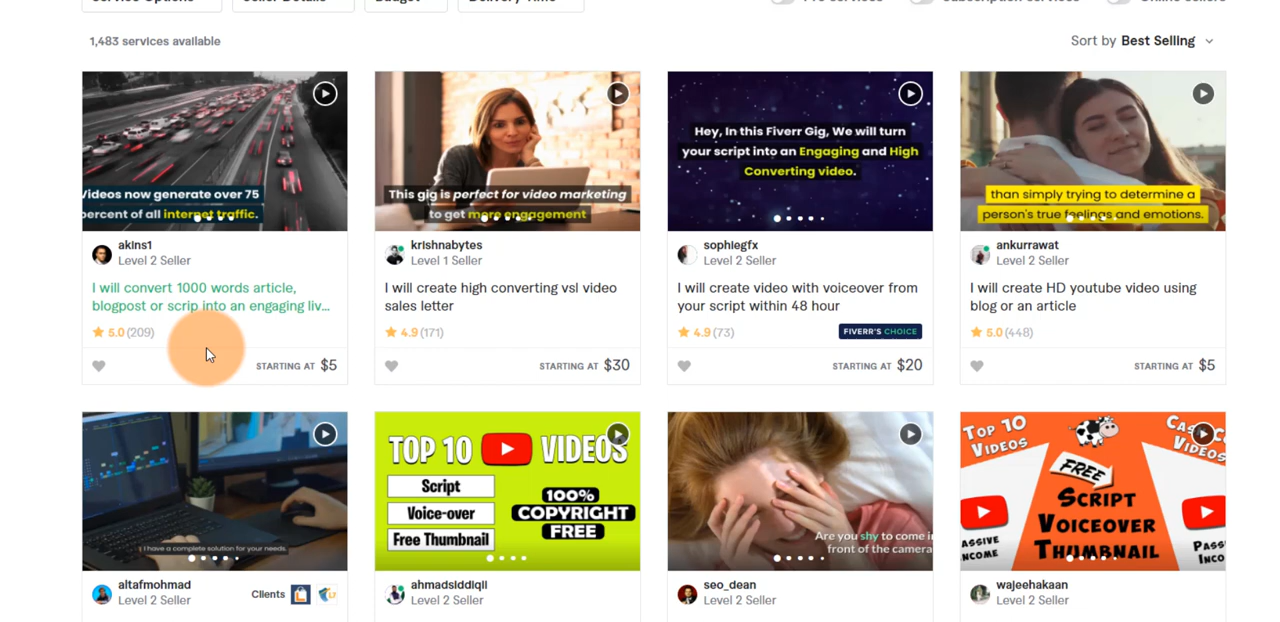 1,483 services available
Sort by Best Selling
Videos now generate over 75
percent of all internet traffic.
akins1
Level 2 Seller
I will convert 1000 words article,
blogpost or scrip into an engaging liv...
5.0 (209)
STARTING AT $5
This gig is perfect for video marketing
to get more engagement
krishnabytes
Level 1 Seller
I will create high converting vsl video
sales letter
4.9 (171)
STARTING AT $30
Hey, In this Fiverr Gig, We will turn
your script into an Engaging and High
Converting video.
sophiegfx
Level 2 Seller
I will create video with voiceover from
your script within 48 hour
4.9 (73)
FIVERR'S CHOICE
STARTING AT $20
than simply trying to determine a
person's true feelings and emotions.
ankurrawat
Level 2 Seller
I will create HD youtube video using
blog or an article
5.0 (448)
STARTING AT $5
I have a complete solution for your needs.
altafmohmad
Level 2 Seller
Clients
TOP 10 VIDEOS
Script
Voice-over
Free Thumbnail
100%
COPYRIGHT
FREE
ahmadsiddiqii
Level 2 Seller
Are you shy to come i
front of the camera
seo_dean
Level 2 Seller
TOP 10
VIDEOS
FREE
SCRIPT
VOICEOVER
THUMBNAIL
wajeehakaan
Level 2 Seller